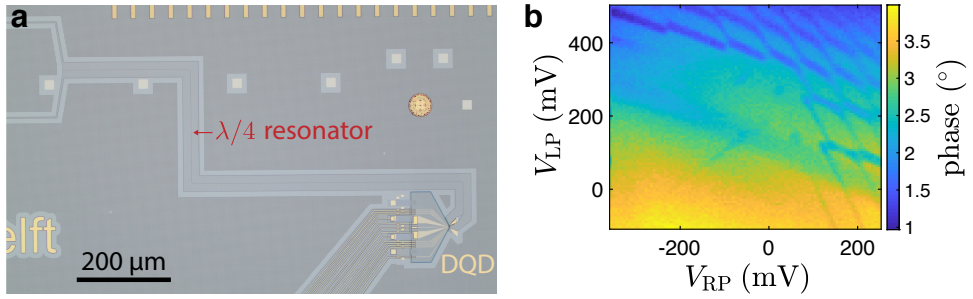 a
λ/4 resonator
elft
200 µm
DQD
b
V_LP (mV)
400
200
0
-200
0
200
V_RP (mV)
3.5
3
2.5
2
1.5
1
phase (°)